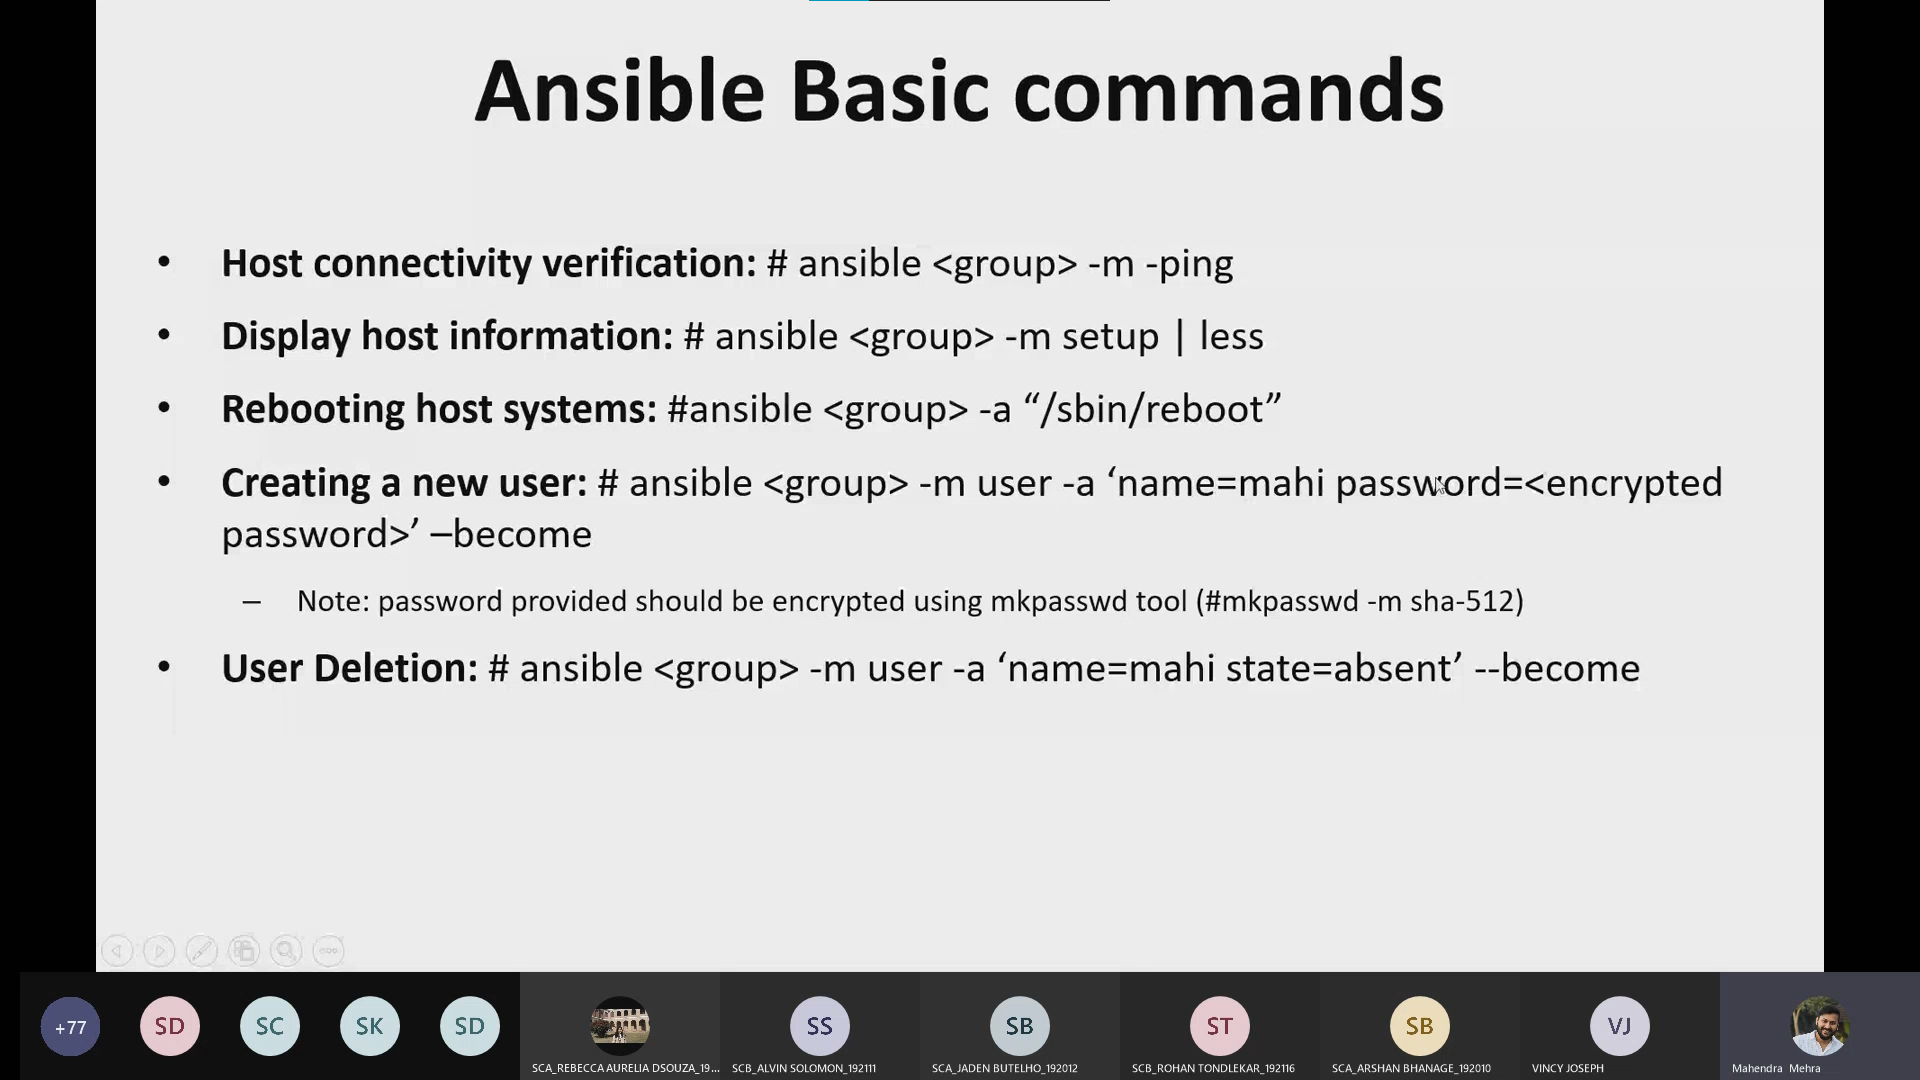 Ansible Basic commands
• Host connectivity verification: # ansible <group> -m -ping
• Display host information: # ansible <group> -m setup | less
• Rebooting host systems: #ansible <group> -a “/sbin/reboot”
• Creating a new user: # ansible <group> -m user -a ‘name=mahi password=<encrypted
password>’ –become
– Note: password provided should be encrypted using mkpasswd tool (#mkpasswd -m sha-512)
• User Deletion: # ansible <group> -m user -a ‘name=mahi state=absent’ --become
+77
SD
SC
SK
SD
SS
SB
ST
SB
VJ
SCA_REBECCA AURELIA DSOUZA_19...
SCB_ALVIN SOLOMON_192111
SCA_JADEN BUTELHO_192012
SCB_ROHAN TONDLEKAR_192116
SCA_ARSHAN BHANAGE_192010
VINCY JOSEPH
Mahendra Mehra